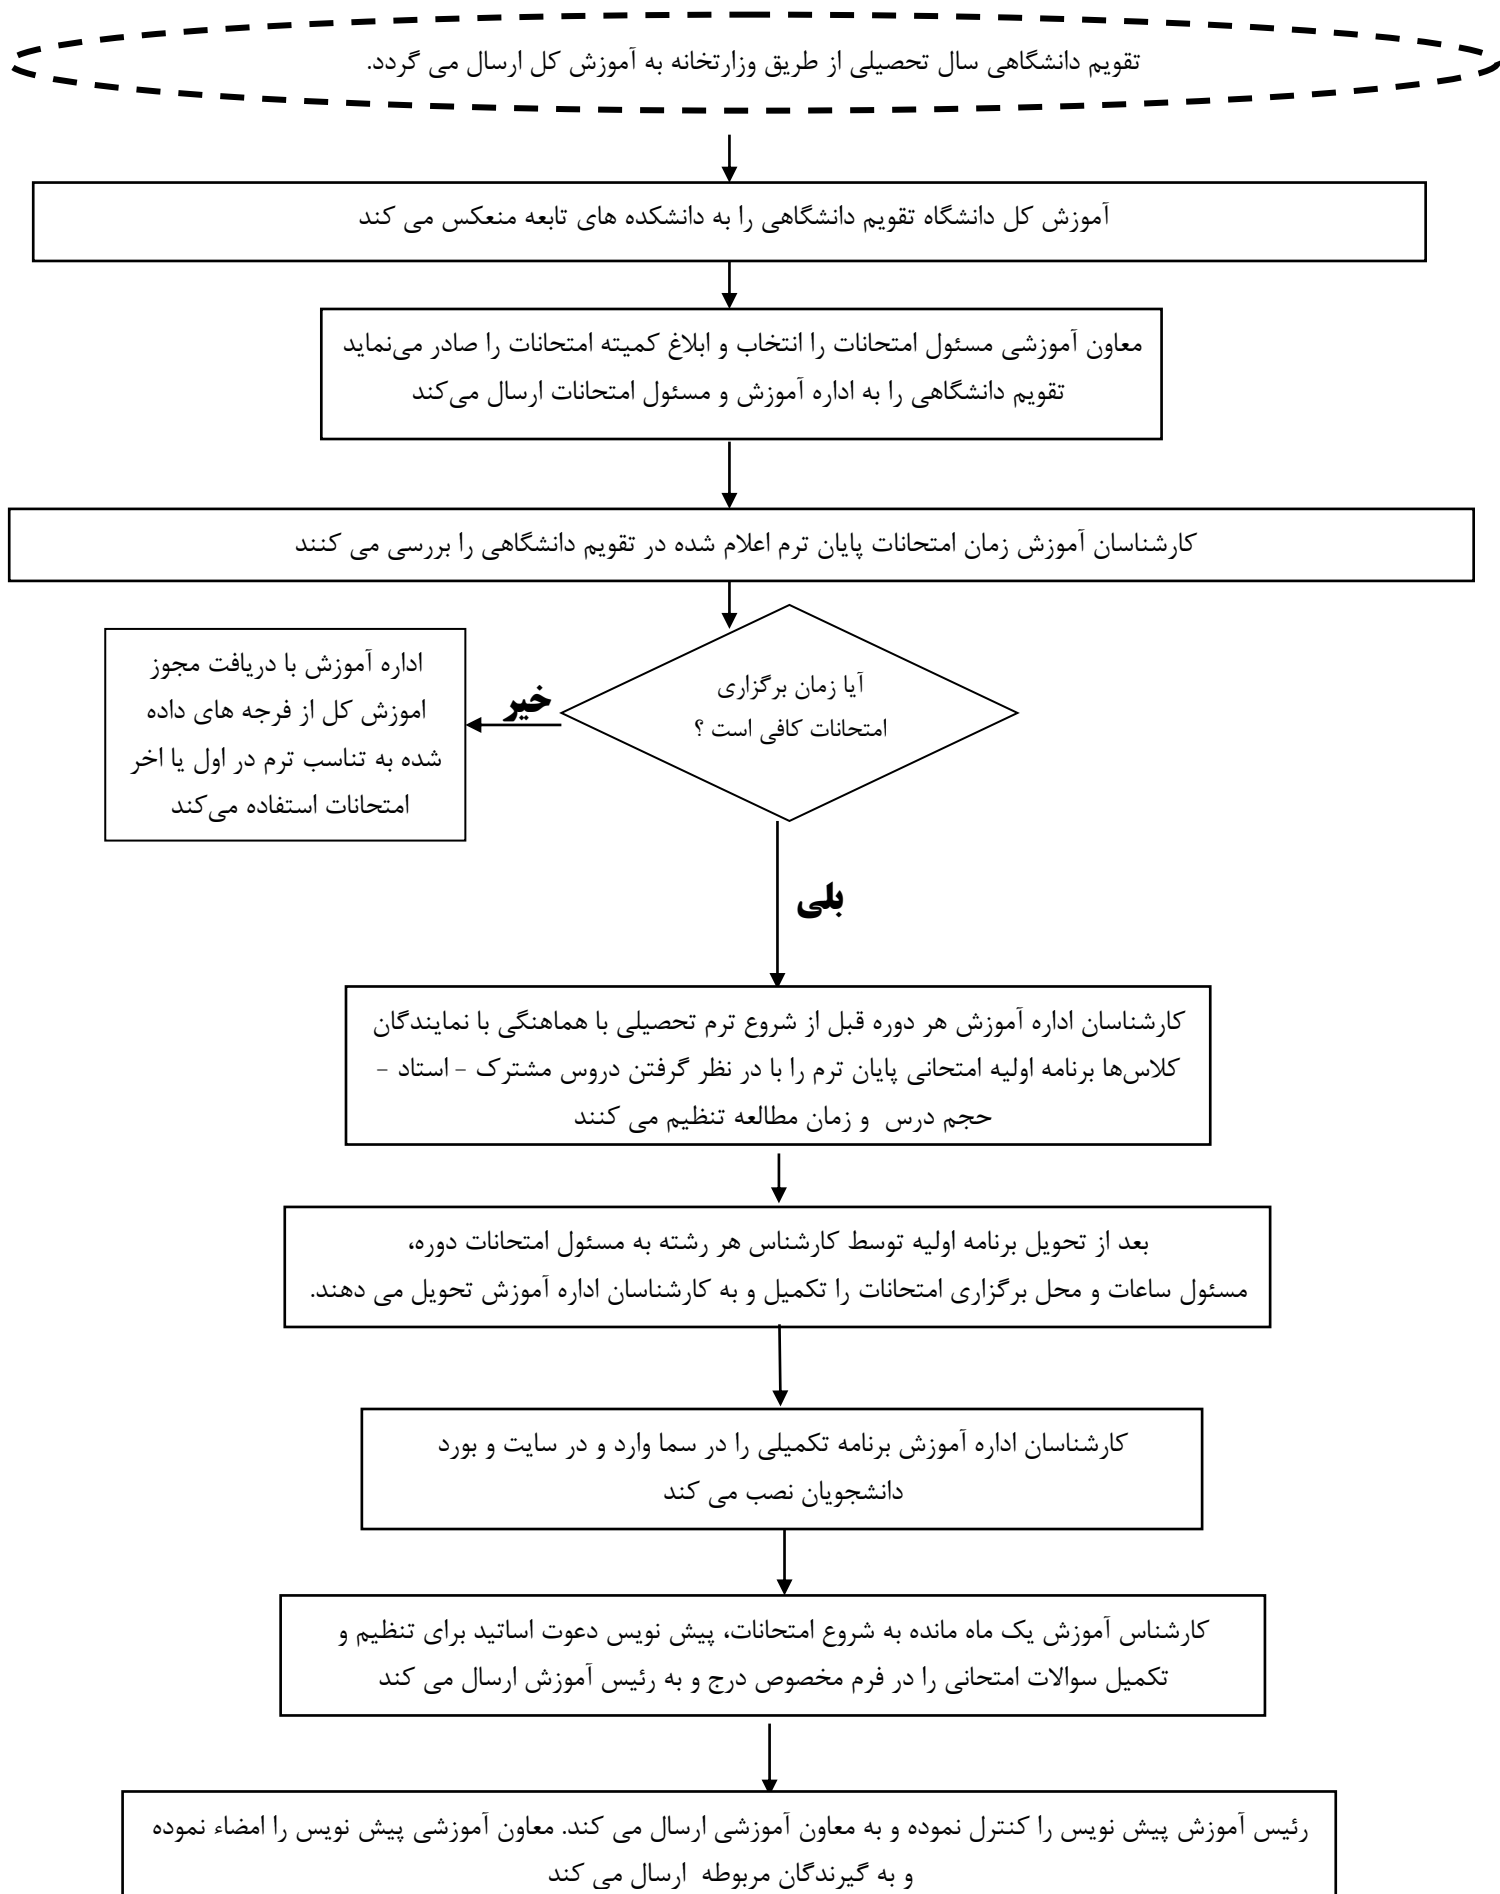 تقویم دانشگاهی سال تحصیلی از طریق وزارتخانه به آموزش کل ارسال می گردد.
آموزش کل دانشگاه تقویم دانشگاهی را به دانشکده های تابعه منعکس می کند
معاون آموزشی مسئول امتحانات را انتخاب و ابلاغ کمیته امتحانات را صادر می‌نماید
تقویم دانشگاهی را به اداره آموزش و مسئول امتحانات ارسال می‌کند
کارشناسان آموزش زمان امتحانات پایان ترم اعلام شده در تقویم دانشگاهی را بررسی می کنند
آیا زمان برگزاری
امتحانات کافی است ؟
خیر
اداره آموزش با دریافت مجوز
اموزش کل از فرجه های داده
شده به تناسب ترم در اول یا اخر
امتحانات استفاده می‌کند
بلی
کارشناسان اداره آموزش هر دوره قبل از شروع ترم تحصیلی با هماهنگی با نمایندگان
کلاس‌ها برنامه اولیه امتحانی پایان ترم را با در نظر گرفتن دروس مشترک - استاد -
حجم درس و زمان مطالعه تنظیم می کنند
بعد از تحویل برنامه اولیه توسط کارشناس هر رشته به مسئول امتحانات دوره،
مسئول ساعات و محل برگزاری امتحانات را تکمیل و به کارشناسان اداره آموزش تحویل می دهند.
کارشناسان اداره آموزش برنامه تکمیلی را در سما وارد و در سایت و بورد
دانشجویان نصب می کند
کارشناس آموزش یک ماه مانده به شروع امتحانات، پیش نویس دعوت اساتید برای تنظیم و
تکمیل سوالات امتحانی را در فرم مخصوص درج و به رئیس آموزش ارسال می کند
رئیس آموزش پیش نویس را کنترل نموده و به معاون آموزشی ارسال می کند. معاون آموزشی پیش نویس را امضاء نموده
و به گیرندگان مربوطه ارسال می کند